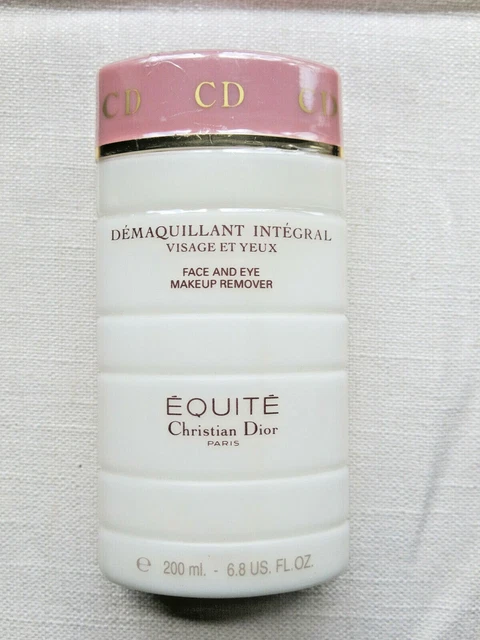 CD CD CD
DÉMAQUILLANT INTÉGRAL
VISAGE ET YEUX
FACE AND EYE
MAKEUP REMOVER
ÉQUITÉ
Christian Dior
PARIS
℮ 200 ml. - 6.8 US. FL.OZ.